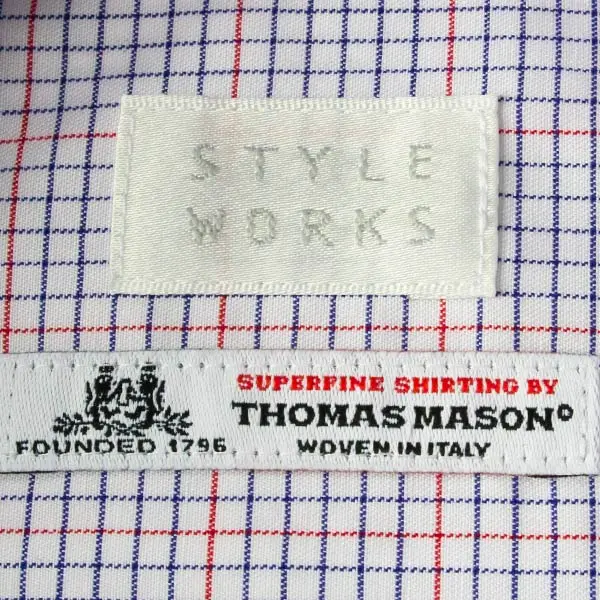 STYLE
WORKS
SUPERFINE SHIRTING BY
THOMAS MASON®
FOUNDED 1796
WOVEN IN ITALY